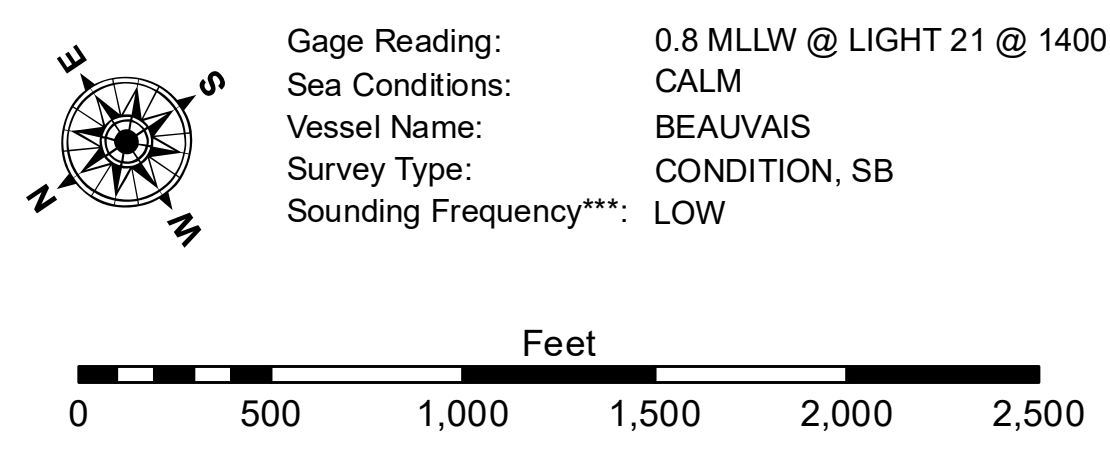 E
S
N
W
Gage Reading: 0.8 MLLW @ LIGHT 21 @ 1400
Sea Conditions: CALM
Vessel Name: BEAUVAIS
Survey Type: CONDITION, SB
Sounding Frequency***: LOW
Feet
0 500 1,000 1,500 2,000 2,500